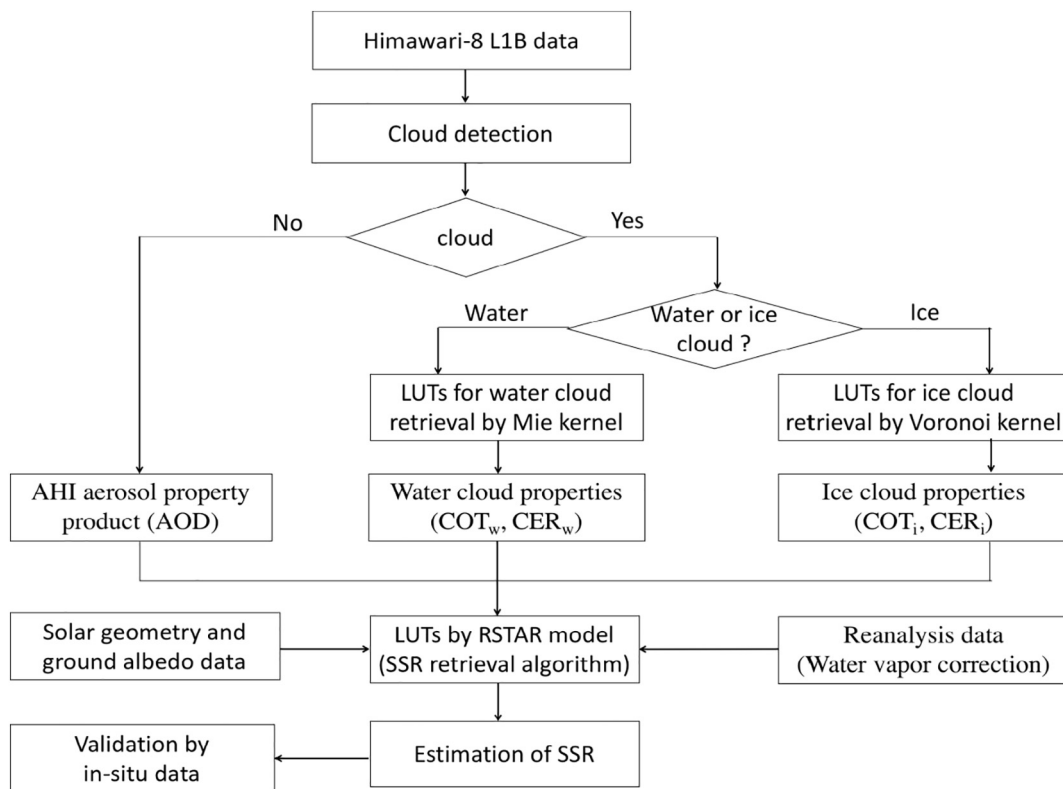 Himawari-8 L1B data
Cloud detection
No
cloud
Yes
Water
Water or ice
cloud ?
Ice
LUTs for water cloud
retrieval by Mie kernel
LUTs for ice cloud
retrieval by Voronoi kernel
AHI aerosol property
product (AOD)
Water cloud properties
(COTw, CERw)
Ice cloud properties
(COTi, CERi)
Solar geometry and
ground albedo data
LUTs by RSTAR model
(SSR retrieval algorithm)
Reanalysis data
(Water vapor correction)
Validation by
in-situ data
Estimation of SSR